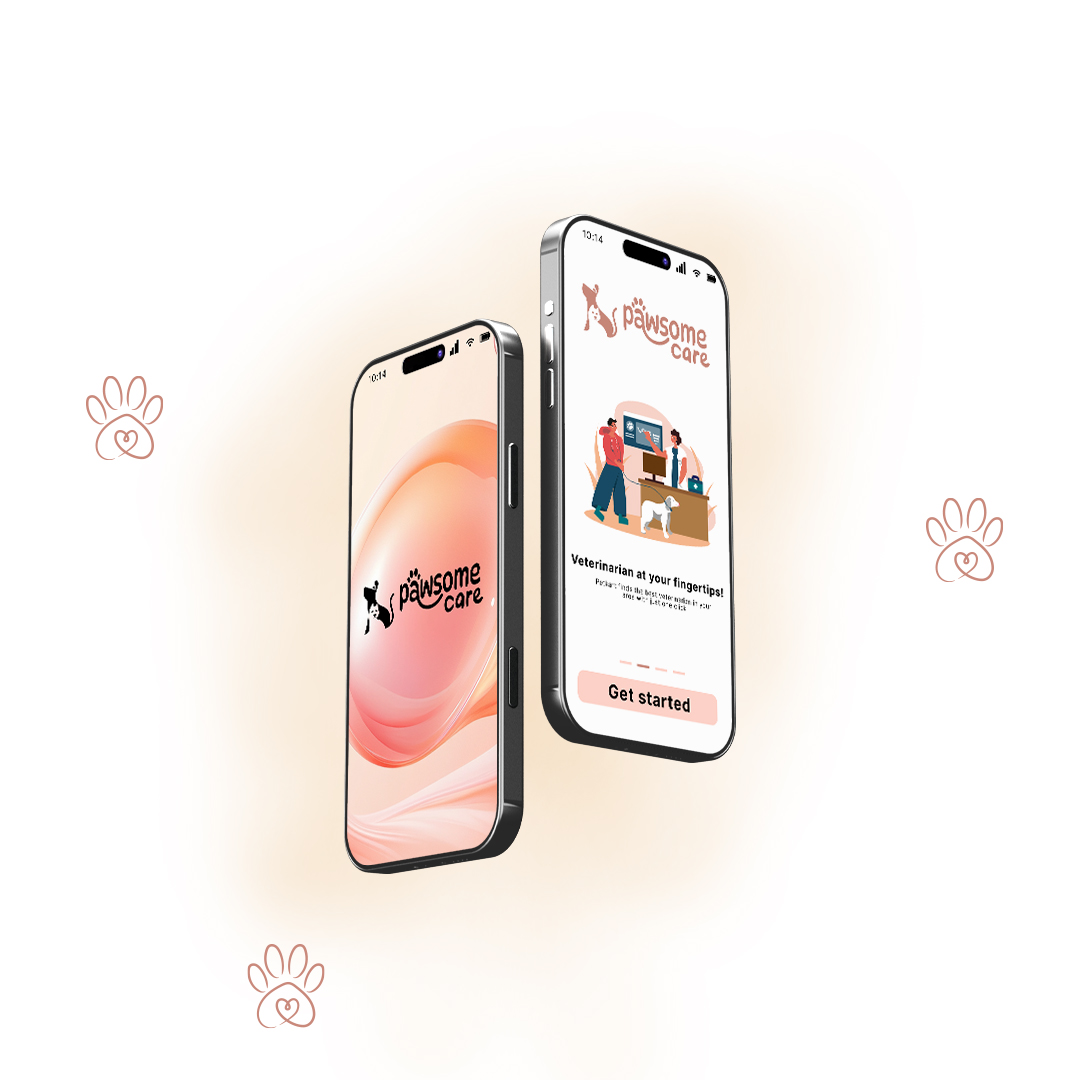 10:14
pawsome
care
10:14
pawsome
care
Veterinarian at your fingertips!
Petkart finds the best veterinarian in your
area with just one click
Get started